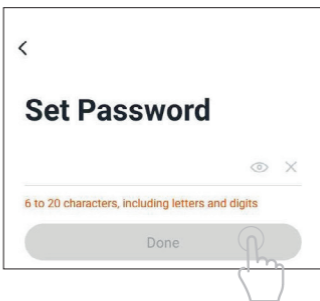 Set Password
6 to 20 characters, including letters and digits
Done